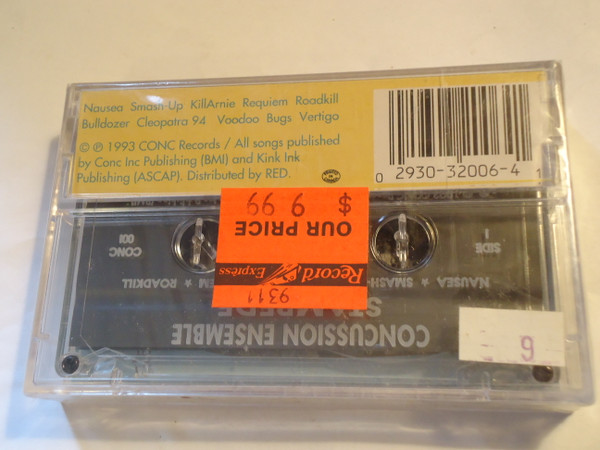 Nausea Smash-Up KillArnie Requiem Roadkill
Bulldozer Cleopatra 94 Voodoo Bugs Vertigo
© ℗ 1993 CONC Records / All songs published
by Conc Inc Publishing (BMI) and Kink Ink
Publishing (ASCAP). Distributed by RED.
0 2930-32006-4 1
$ 9.99
OUR PRICE
Record Express
9311
CONC
001
SIDE
1
NAUSEA ★ SMASH-
★ ROADKILL
CONCUSSION ENSEMBLE
STAMPEDE
9